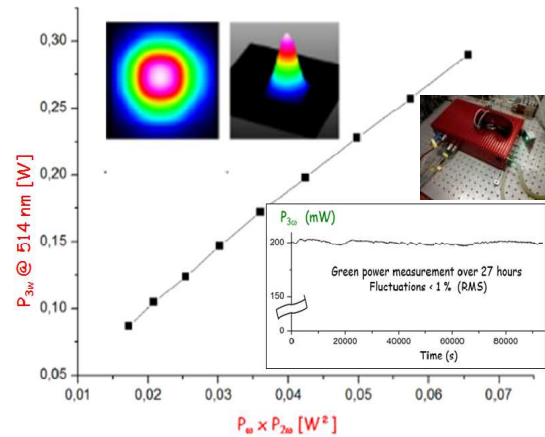 0,30
0,25
0,20
0,15
0,10
0,05
P3w @ 514 nm [W]
P3ω (mW)
200
150
0
Green power measurement over 27 hours
Fluctuations < 1 % (RMS)
0 20000 40000 60000 80000
Time (s)
0,01 0,02 0,03 0,04 0,05 0,06 0,07
Pω x P2ω [W²]